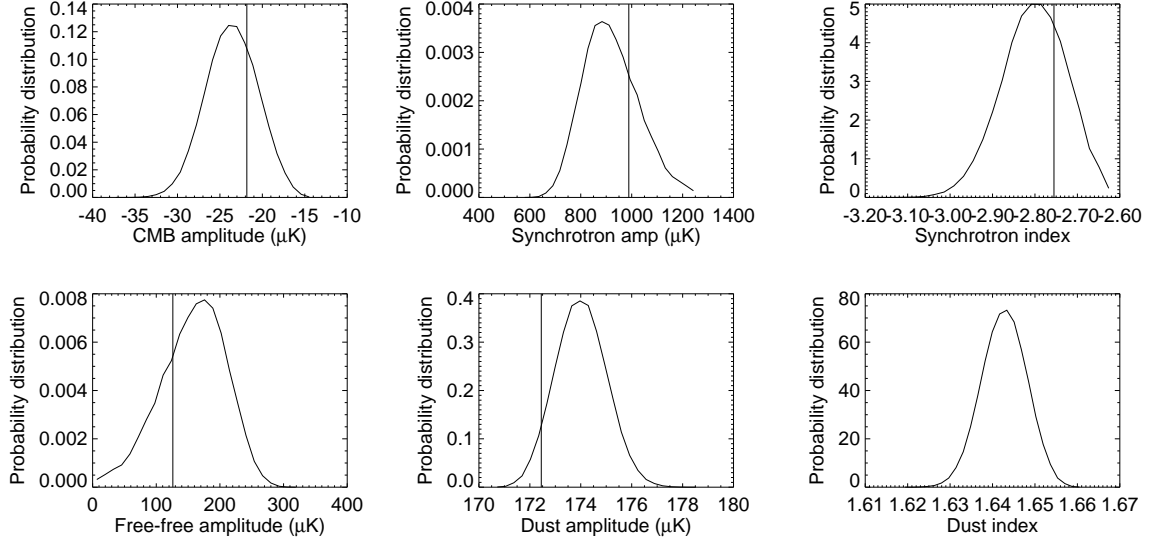 0.14
0.12
0.10
0.08
0.06
0.04
0.02
0.00
Probability distribution
-40 -35 -30 -25 -20 -15 -10
CMB amplitude (μK)
0.004
0.003
0.002
0.001
0.000
Probability distribution
400 600 800 1000 1200 1400
Synchrotron amp (μK)
5
4
3
2
1
0
Probability distribution
-3.20 -3.10 -3.00 -2.90 -2.80 -2.70 -2.60
Synchrotron index
0.008
0.006
0.004
0.002
0.000
Probability distribution
0 100 200 300 400
Free-free amplitude (μK)
0.4
0.3
0.2
0.1
0.0
Probability distribution
170 172 174 176 178 180
Dust amplitude (μK)
80
60
40
20
0
Probability distribution
1.61 1.62 1.63 1.64 1.65 1.66 1.67
Dust index